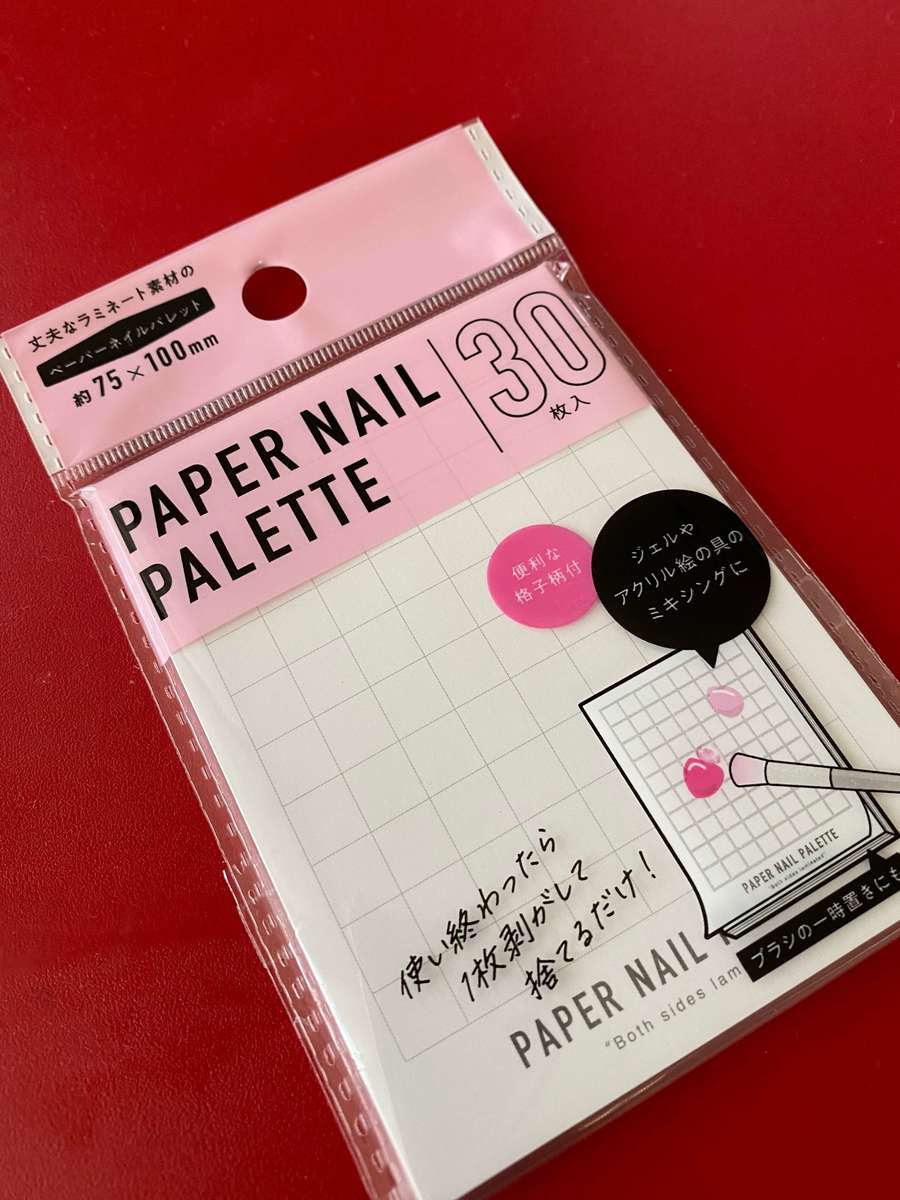 丈夫なラミネート素材の
ペーパーネイルパレット
約75×100mm
PAPER NAIL
PALETTE
30
枚入
便利な
格子柄付
ジェルや
アクリル絵の具の
ミキシングに
PAPER NAIL PALETTE
"Both sides laminated"
ブラシの一時置きにも
使い終わったら
1枚剥がして
捨てるだけ!
PAPER NAIL
"Both sides lam